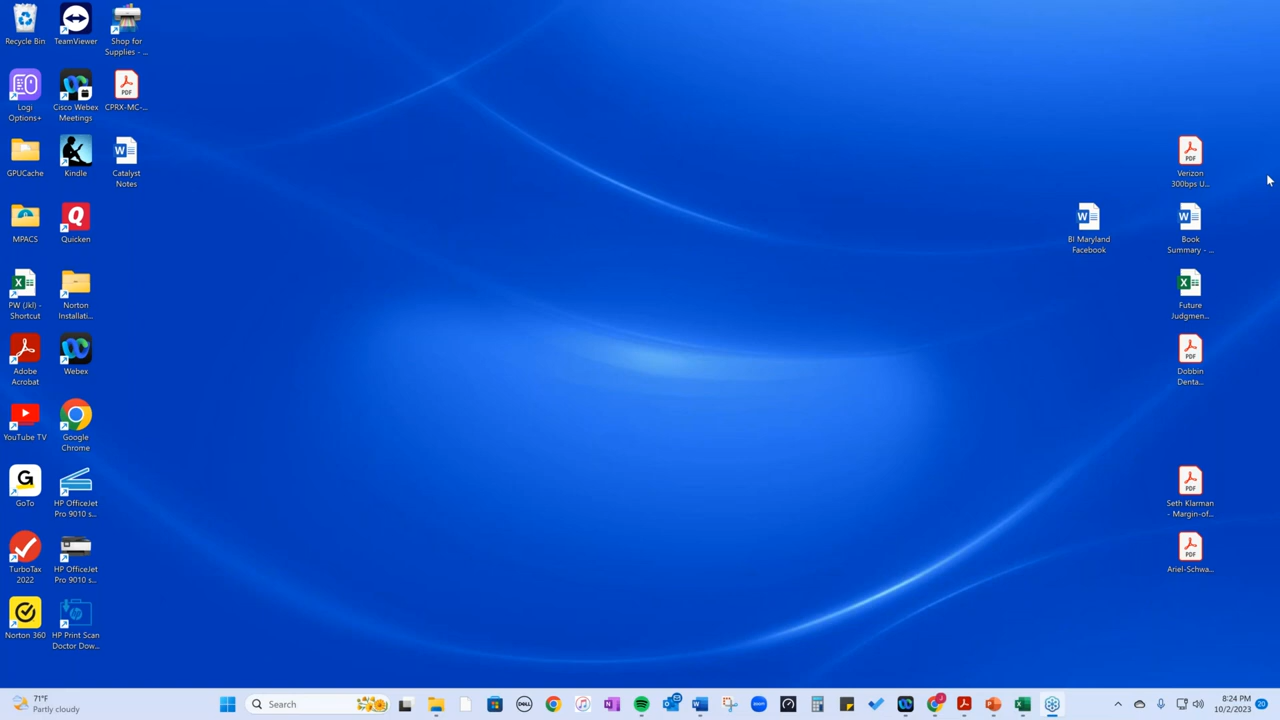 Recycle Bin
TeamViewer
Shop for
Supplies - ...
Logi
Options+
Cisco Webex
Meetings
CPRX-MC-...
GPUCache
Kindle
Catalyst
Notes
MPACS
Quicken
PW (Jkl) -
Shortcut
Norton
Installati...
Adobe
Acrobat
Webex
YouTube TV
Google
Chrome
GoTo
HP OfficeJet
Pro 9010 s...
TurboTax
2022
HP OfficeJet
Pro 9010 s...
Norton 360
HP Print Scan
Doctor Dow...
Verizon
300bps U...
BI Maryland
Facebook
Book
Summary - ...
Future
Judgmen...
Dobbin
Denta...
Seth Klarman
- Margin-of...
Ariel-Schwa...
71°F
Partly cloudy
Search
8:24 PM
10/2/2023
20